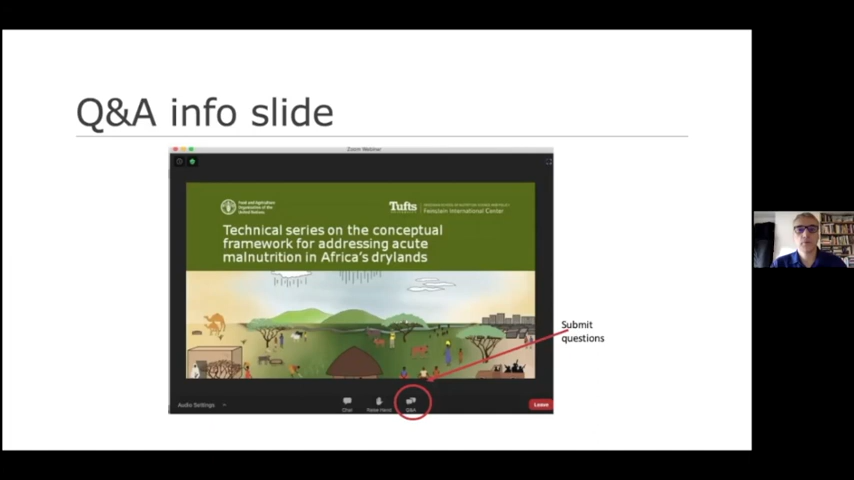 Q&A info slide
Zoom Webinar
Food and Agriculture
Organization of the
United Nations
Tufts
Feinstein International Center
Technical series on the conceptual
framework for addressing acute
malnutrition in Africa's drylands
Submit
questions
Audio Settings
Chat
Raise Hand
Q&A
Leave